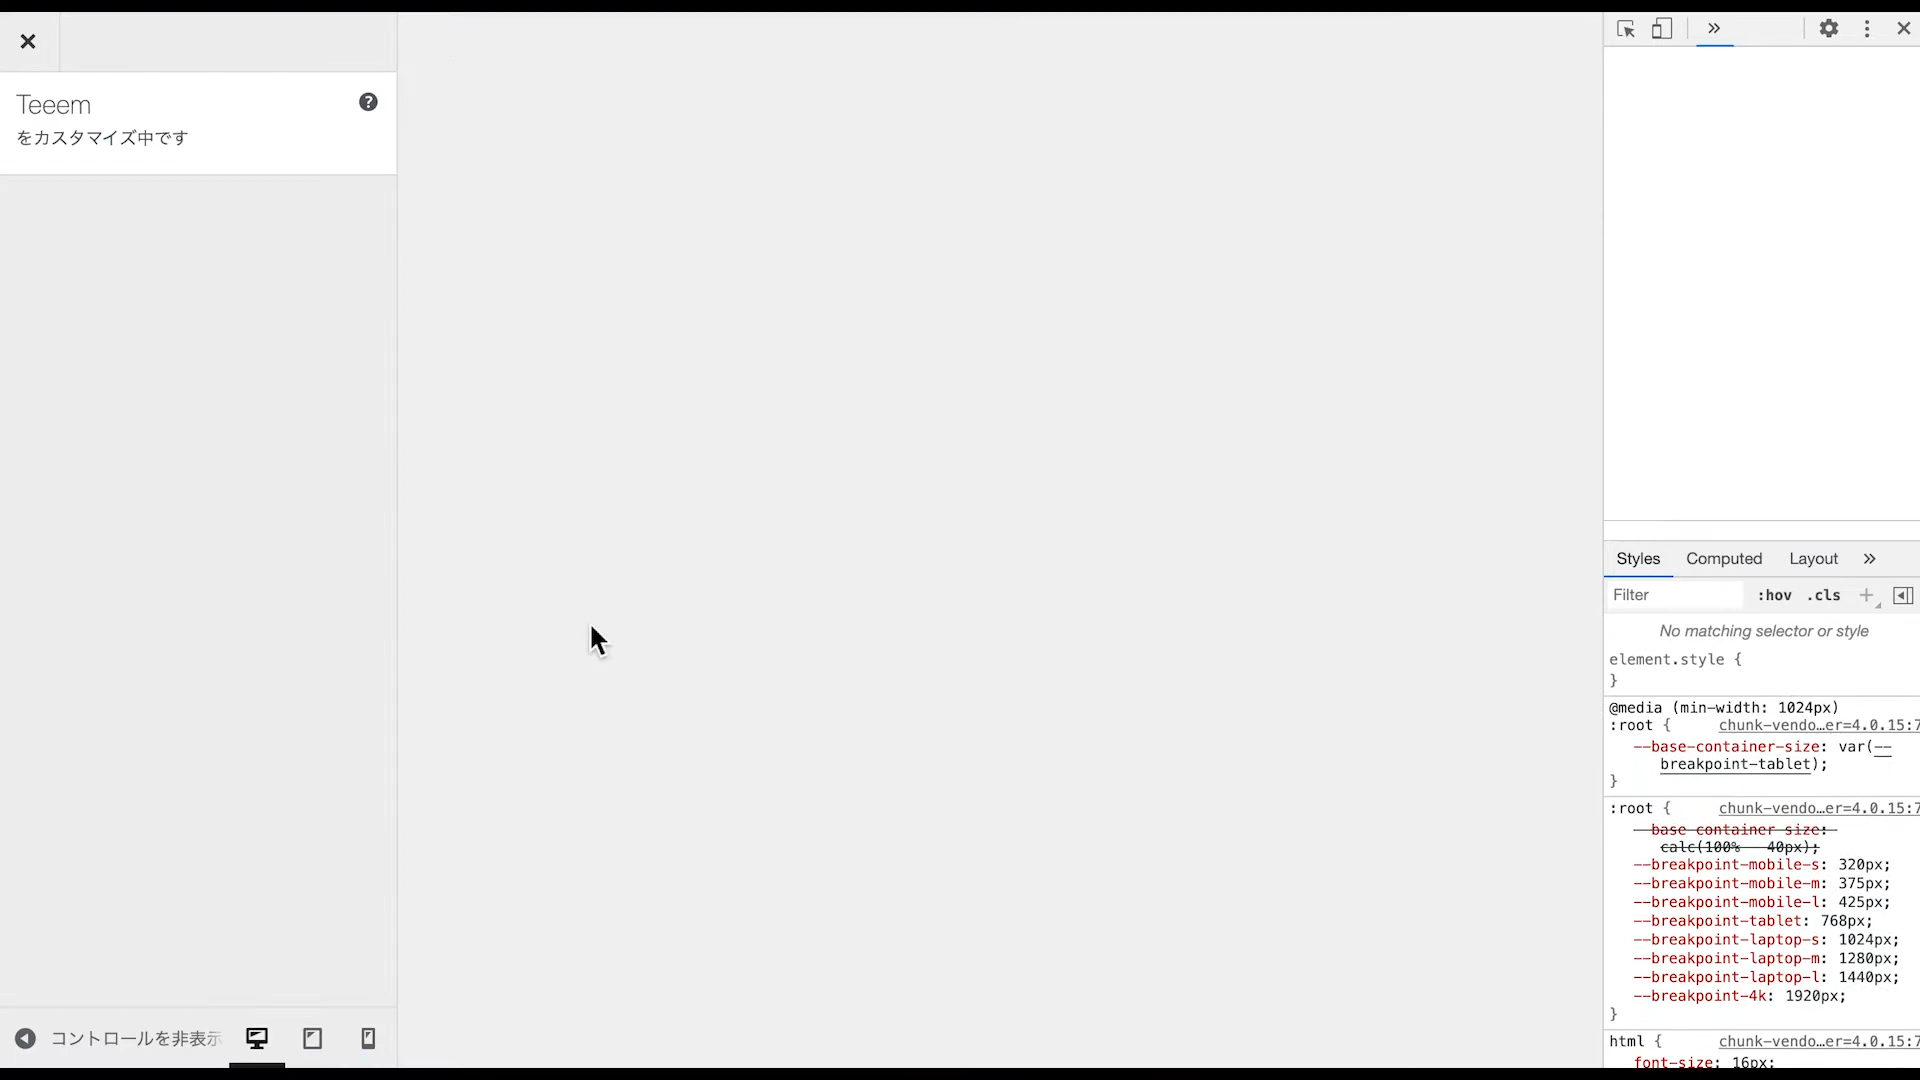 Teeem
をカスタマイズ中です
コントロールを非表示
Styles Computed Layout
Filter :hov .cls
No matching selector or style
element.style {
}
@media (min-width: 1024px)
:root { chunk-vendo…er=4.0.15:7
--base-container-size: var(--
breakpoint-tablet);
}
:root { chunk-vendo…er=4.0.15:7
--base-container-size:
calc(100% - 40px);
--breakpoint-mobile-s: 320px;
--breakpoint-mobile-m: 375px;
--breakpoint-mobile-l: 425px;
--breakpoint-tablet: 768px;
--breakpoint-laptop-s: 1024px;
--breakpoint-laptop-m: 1280px;
--breakpoint-laptop-l: 1440px;
--breakpoint-4k: 1920px;
}
html { chunk-vendo…er=4.0.15:7
font-size: 16px;